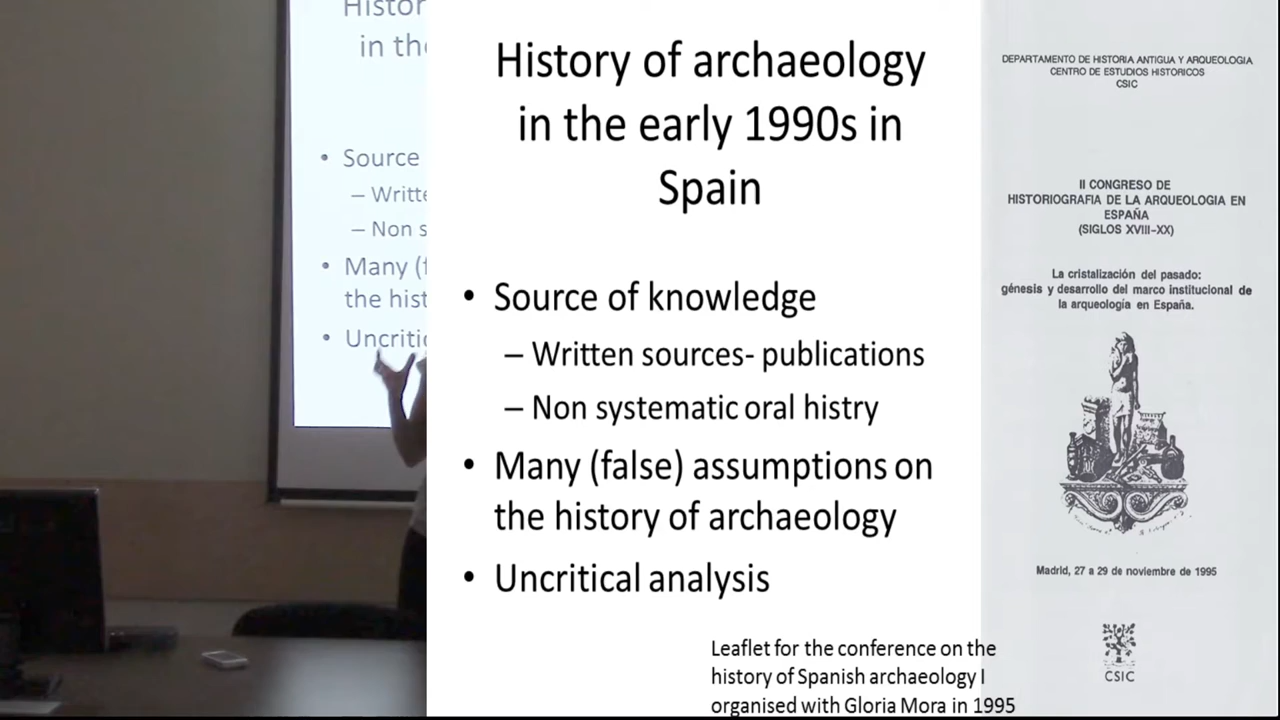 Histor
in the
• Source
– Writte
– Non s
• Many (f
the hist
• Uncritic
History of archaeology
in the early 1990s in
Spain
• Source of knowledge
– Written sources- publications
– Non systematic oral histry
• Many (false) assumptions on
the history of archaeology
• Uncritical analysis
Leaflet for the conference on the
history of Spanish archaeology I
organised with Gloria Mora in 1995
DEPARTAMENTO DE HISTORIA ANTIGUA Y ARQUEOLOGIA
CENTRO DE ESTUDIOS HISTORICOS
CSIC
II CONGRESO DE
HISTORIOGRAFIA DE LA ARQUEOLOGIA EN
ESPAÑA
(SIGLOS XVIII-XX)
La cristalización del pasado:
génesis y desarrollo del marco institucional de
la arqueología en España.
Madrid, 27 a 29 de noviembre de 1995
CSIC